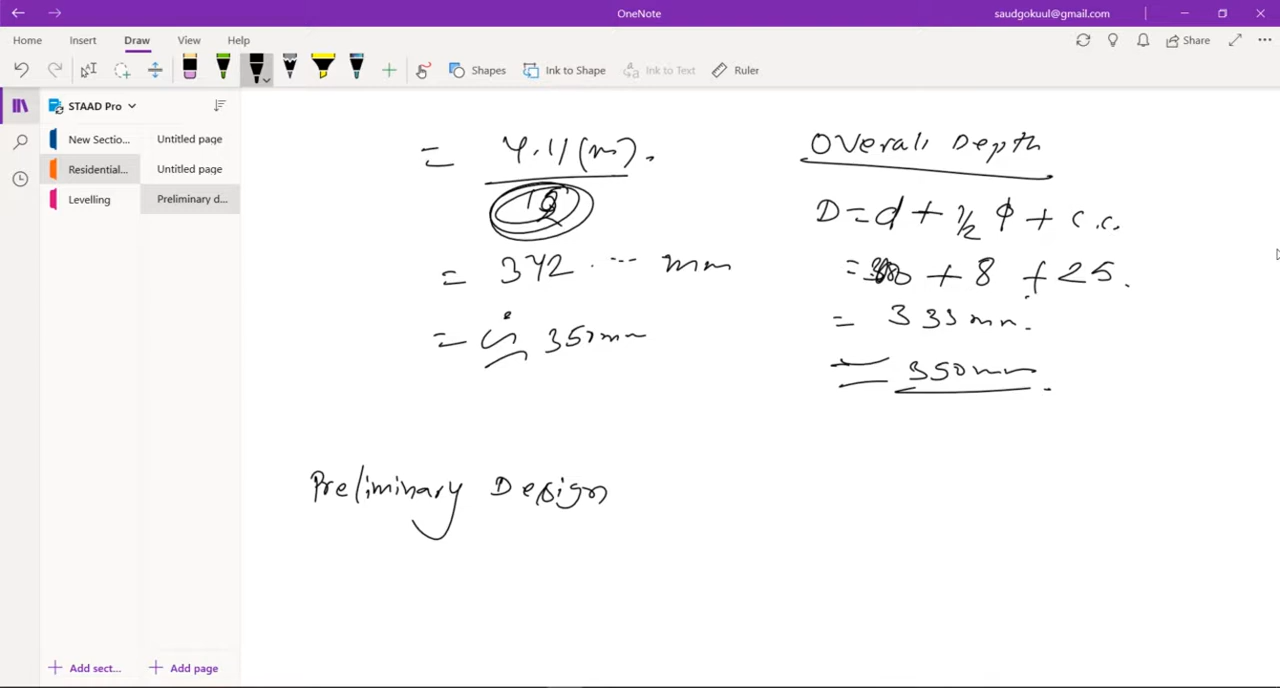 OneNote
saudgokuul@gmail.com
Home Insert Draw View Help
Share
Shapes Ink to Shape Ink to Text Ruler
STAAD Pro
New Sectio... Untitled page
Residential... Untitled page
Levelling Preliminary d...
= 4.11 (m).
= 342 . ... mm
= 350mm
Overall Depth
D = d + 1/2 φ + c.c.
= 300 + 8 + 25.
= 333 mm.
= 350mm.
Preliminary Design
Add sect... Add page